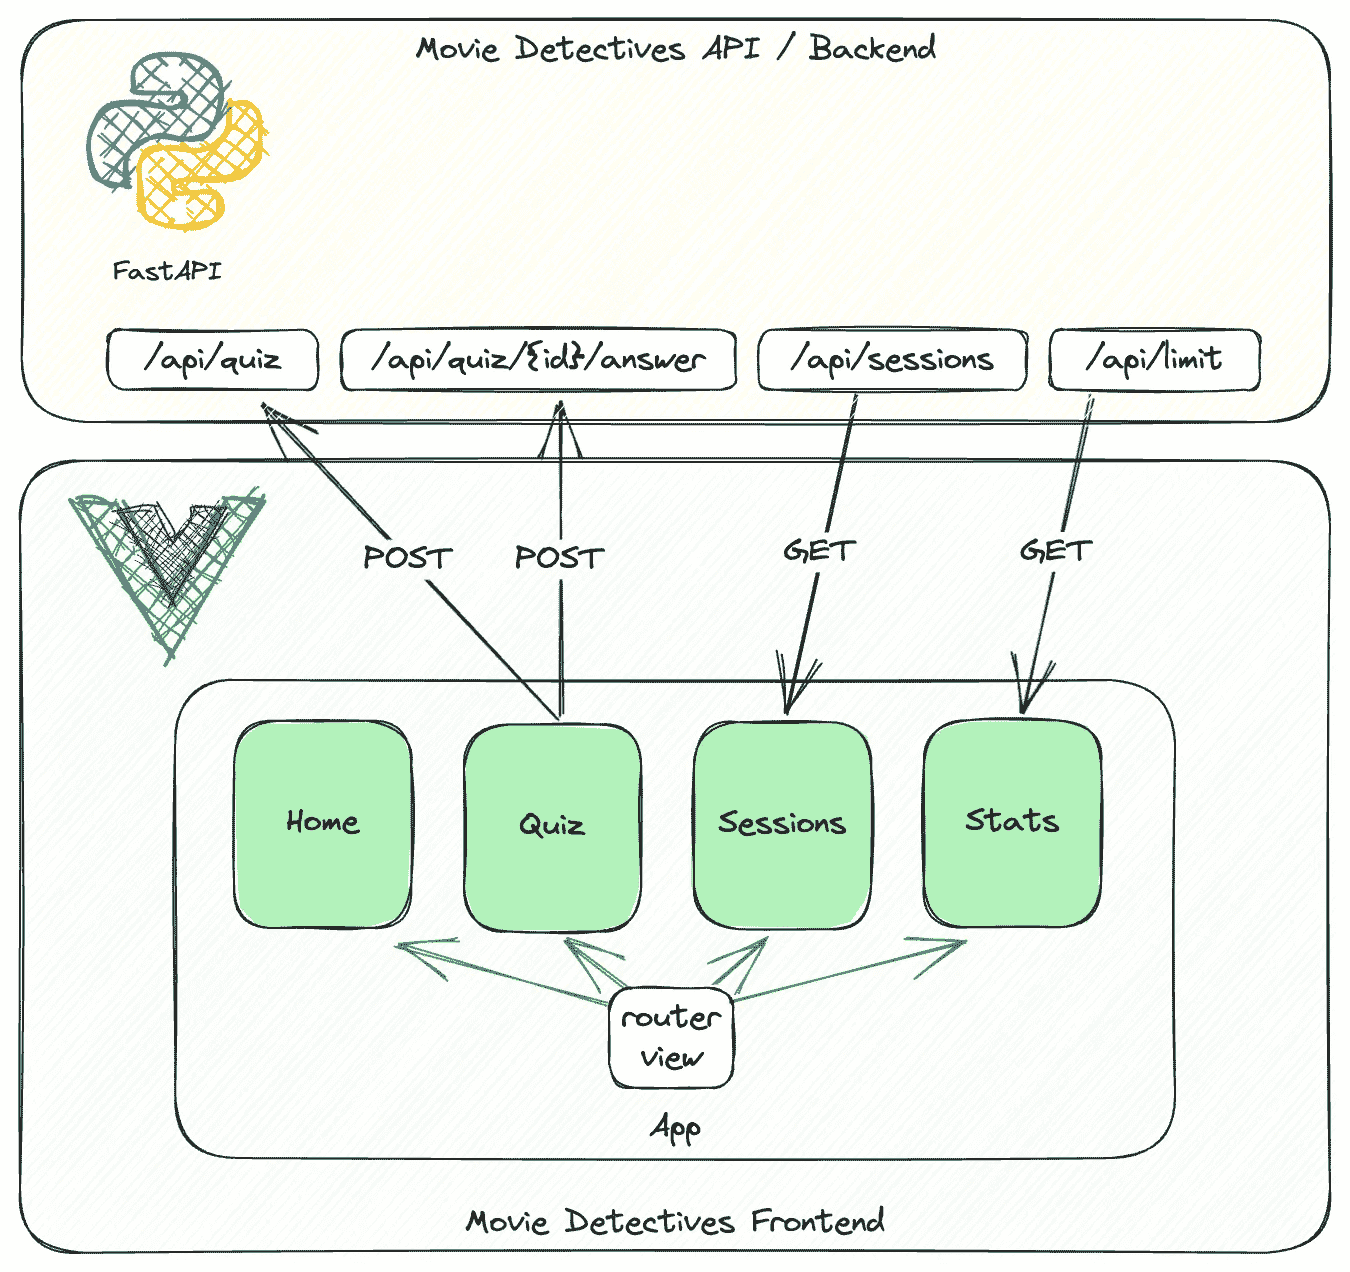 Movie Detectives API / Backend
FastAPI
/api/quiz
/api/quiz/{id}/answer
/api/sessions
/api/limit
POST
POST
GET
GET
Home
Quiz
Sessions
Stats
router
view
App
Movie Detectives Frontend